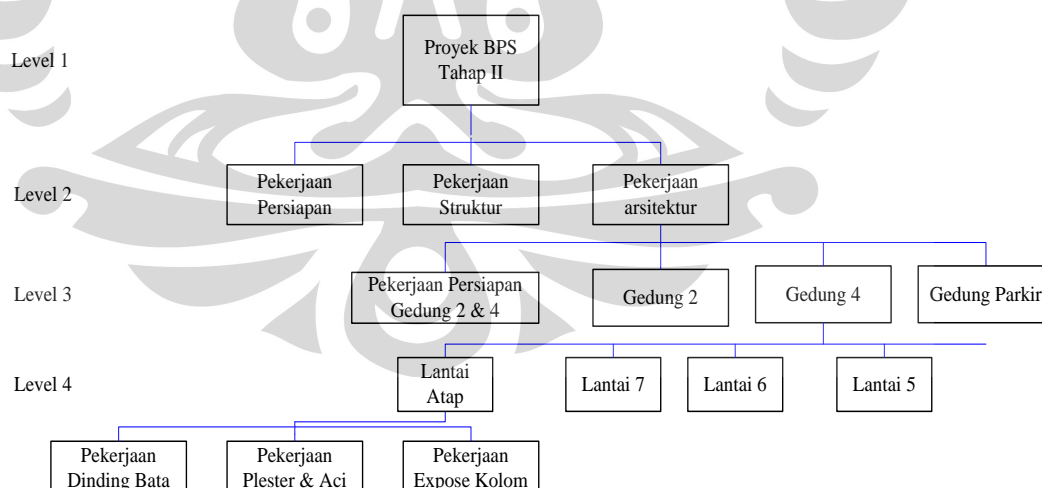 Level 1
Proyek BPS
Tahap II
Level 2
Pekerjaan
Persiapan
Pekerjaan
Struktur
Pekerjaan
arsitektur
Level 3
Pekerjaan Persiapan
Gedung 2 & 4
Gedung 2
Gedung 4
Gedung Parkir
Level 4
Lantai
Atap
Lantai 7
Lantai 6
Lantai 5
Pekerjaan
Dinding Bata
Pekerjaan
Plester & Aci
Pekerjaan
Expose Kolom